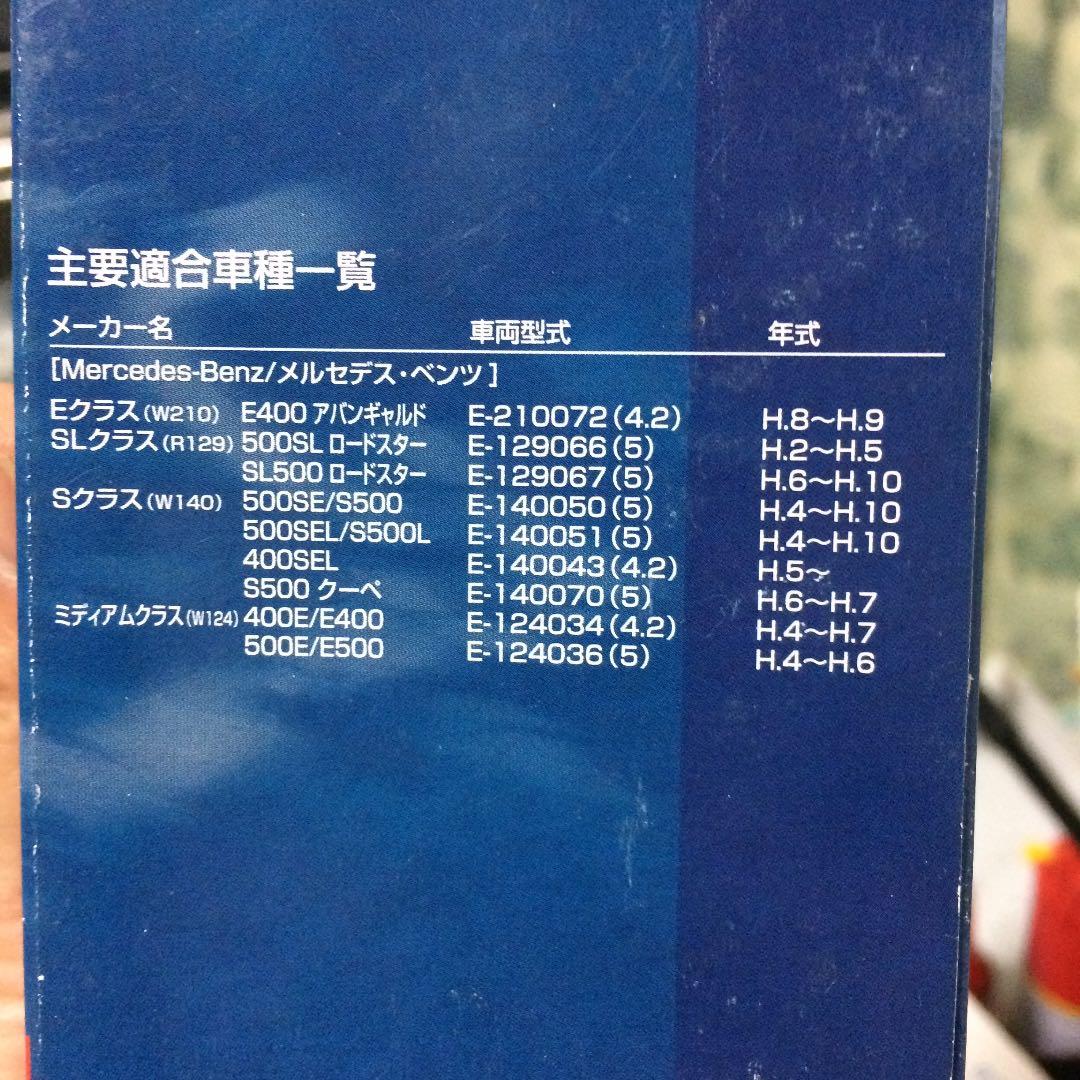 主要適合車種一覧
メーカー名 車両型式 年式
[Mercedes-Benz/メルセデス・ベンツ]
Eクラス(W210) E400 アバンギャルド E-210072(4.2) H.8〜H.9
SLクラス(R129) 500SL ロードスター E-129066(5) H.2〜H.5
SL500 ロードスター E-129067(5) H.6〜H.10
Sクラス(W140) 500SE/S500 E-140050(5) H.4〜H.10
500SEL/S500L E-140051(5) H.4〜H.10
400SEL E-140043(4.2) H.5〜
S500 クーペ E-140070(5) H.6〜H.7
ミディアムクラス(W124) 400E/E400 E-124034(4.2) H.4〜H.7
500E/E500 E-124036(5) H.4〜H.6